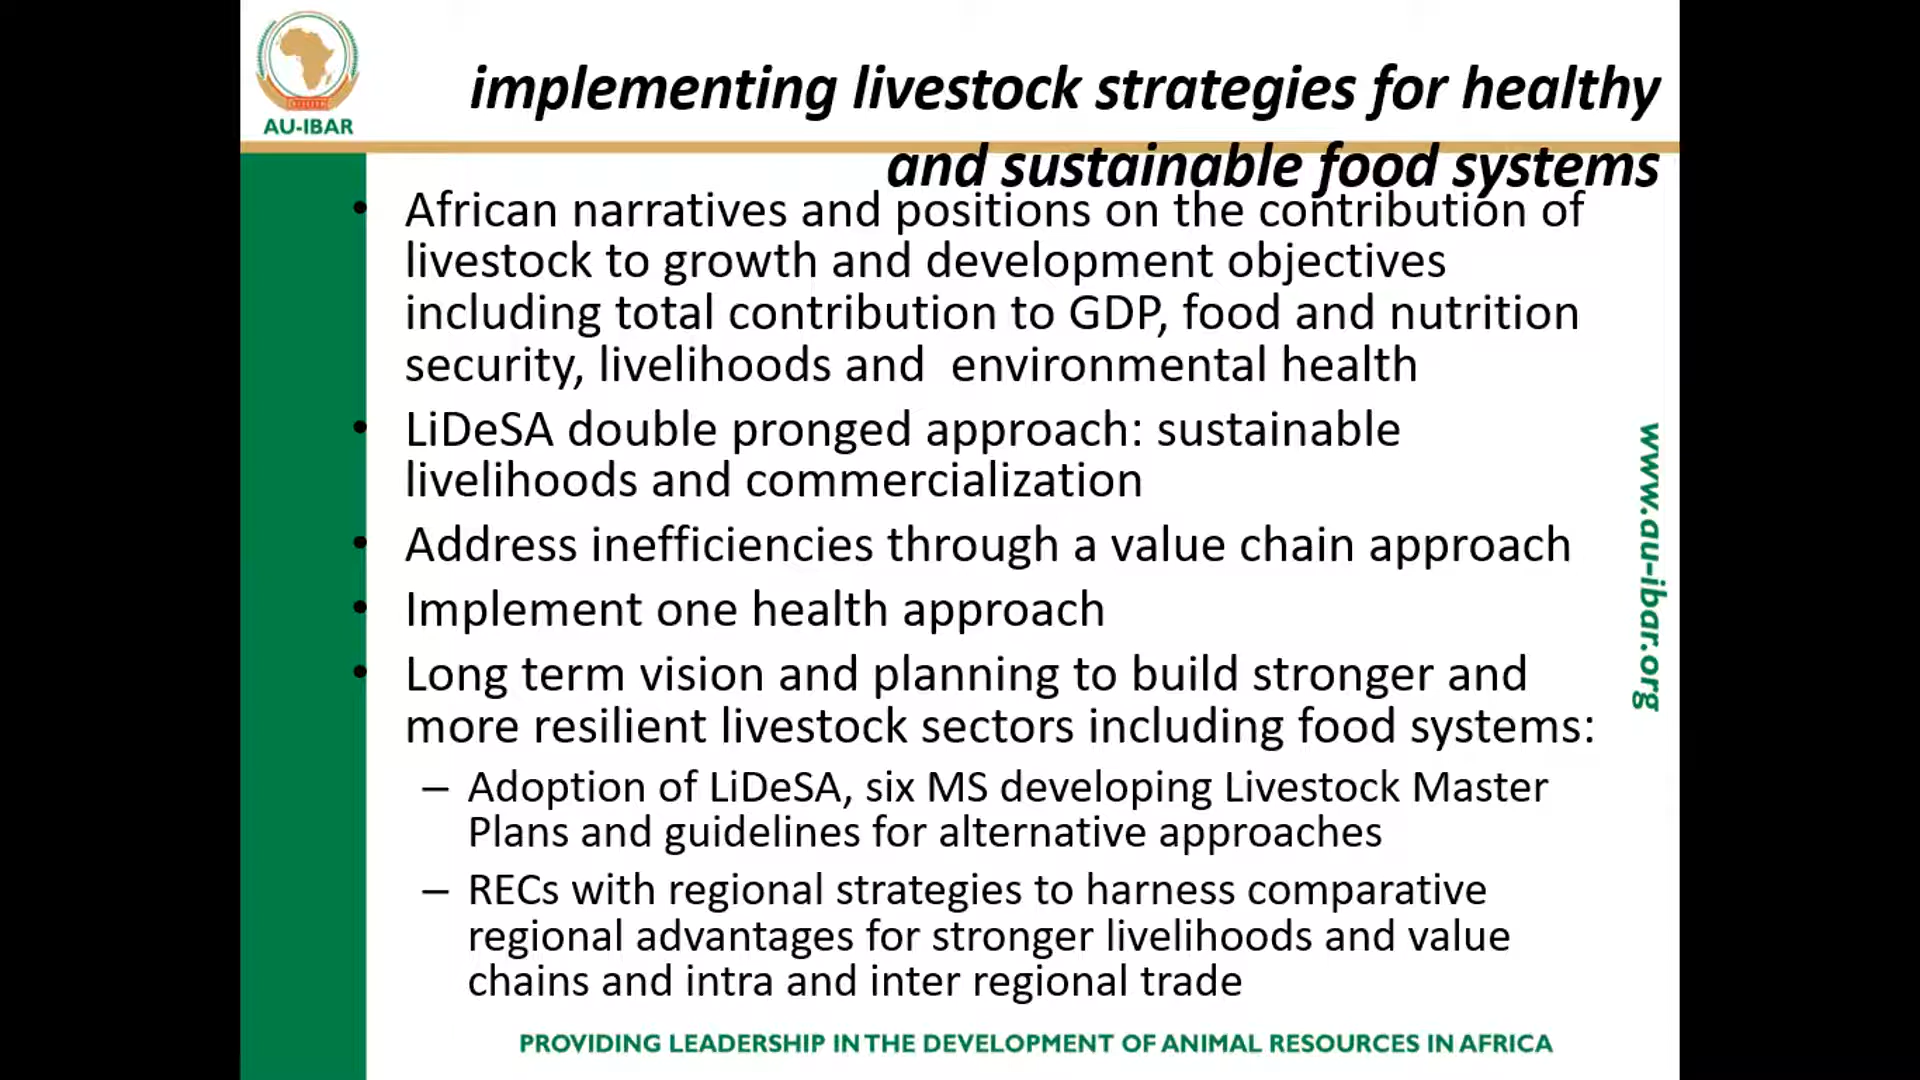 AU-IBAR
implementing livestock strategies for healthy
and sustainable food systems
• African narratives and positions on the contribution of
livestock to growth and development objectives
including total contribution to GDP, food and nutrition
security, livelihoods and  environmental health
• LiDeSA double pronged approach: sustainable
livelihoods and commercialization
• Address inefficiencies through a value chain approach
• Implement one health approach
• Long term vision and planning to build stronger and
more resilient livestock sectors including food systems:
– Adoption of LiDeSA, six MS developing Livestock Master
Plans and guidelines for alternative approaches
– RECs with regional strategies to harness comparative
regional advantages for stronger livelihoods and value
chains and intra and inter regional trade
www.au-ibar.org
PROVIDING LEADERSHIP IN THE DEVELOPMENT OF ANIMAL RESOURCES IN AFRICA